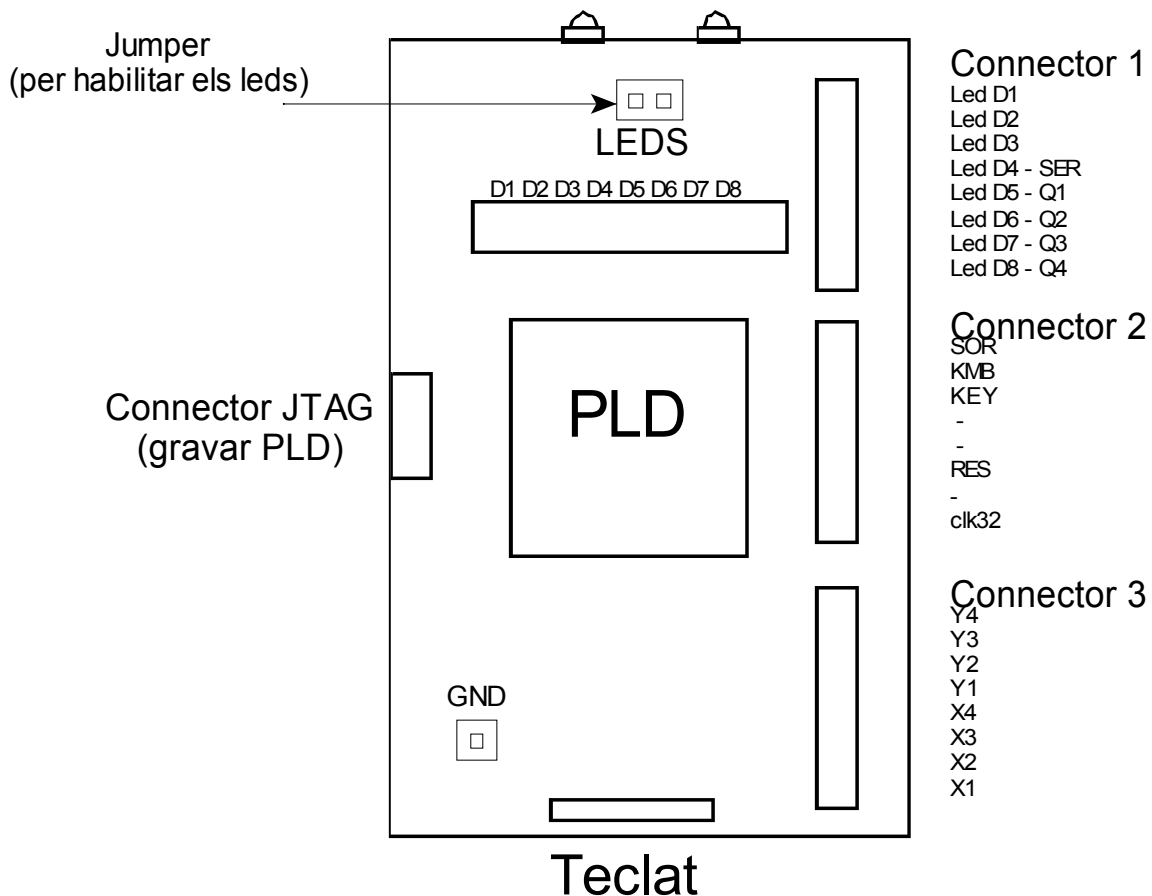 Jumper
(per habilitar els leds)
LEDS
D1 D2 D3 D4 D5 D6 D7 D8
Connector JTAG
(gravar PLD)
PLD
GND
Teclat
Connector 1
Led D1
Led D2
Led D3
Led D4 - SER
Led D5 - Q1
Led D6 - Q2
Led D7 - Q3
Led D8 - Q4
Connector 2
SOR
KMB
KEY
-
-
RES
-
clk32
Connector 3
Y4
Y3
Y2
Y1
X4
X3
X2
X1